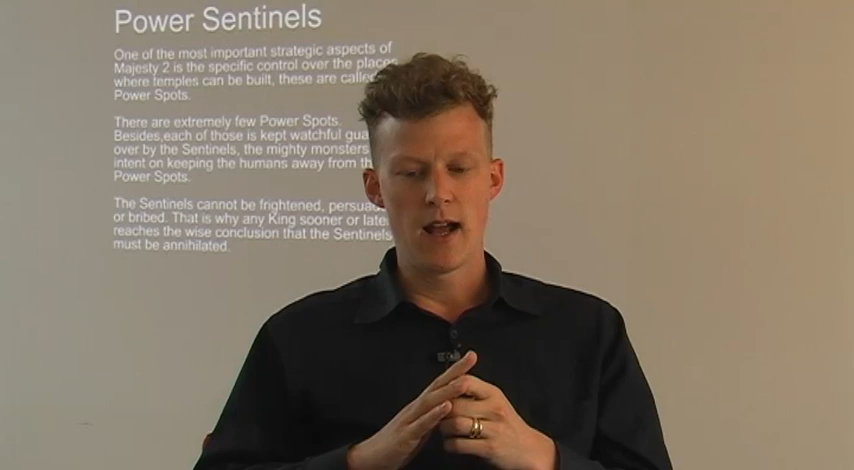 Power Sentinels
One of the most important strategic aspects of
Majesty 2 is the specific control over the places
where temples can be built, these are called
Power Spots.
There are extremely few Power Spots.
Besides,each of those is kept watchful
over by the Sentinels, the mighty monsters
intent on keeping the humans away from
Power Spots.
The Sentinels cannot be frightened, persuaded
or bribed. That is why any King sooner or later
reaches the wise conclusion that the Sentinels
must be annihilated.